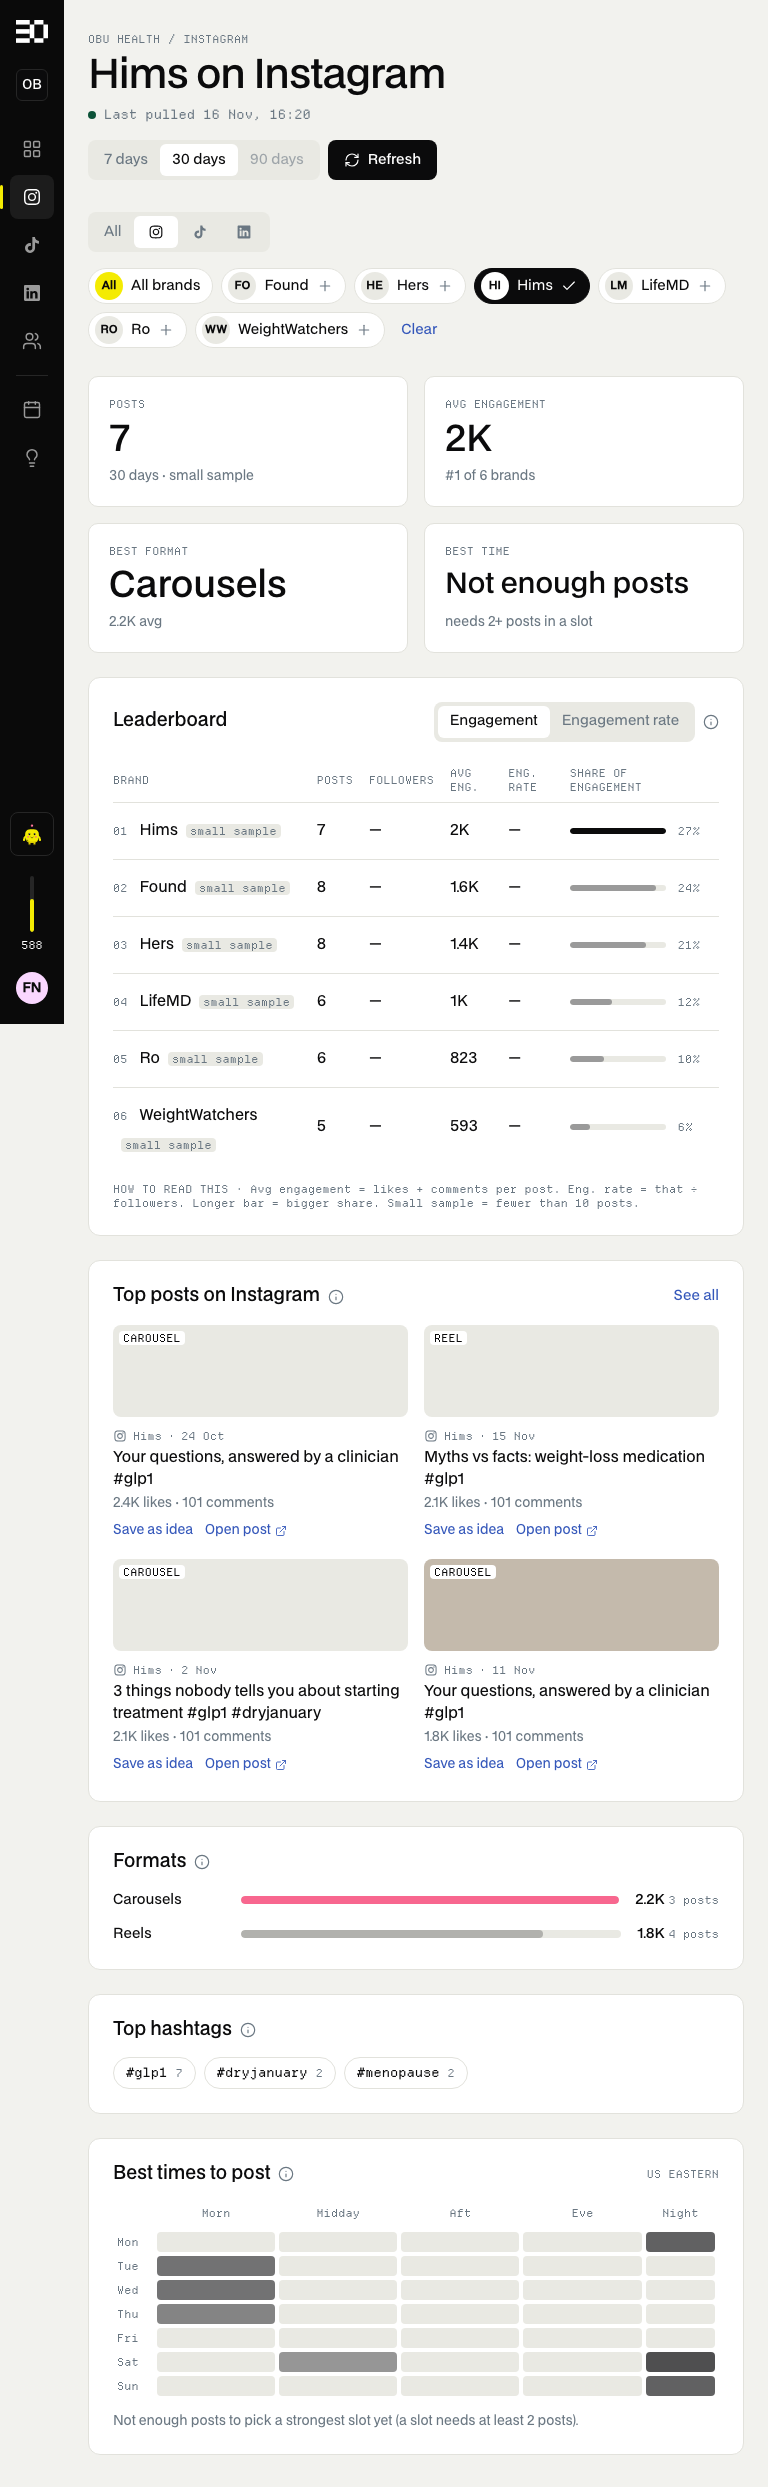 OB
588
FN
OBU HEALTH / INSTAGRAM
Hims on Instagram
Last pulled 16 Nov, 16:20
7 days 30 days 90 days Refresh
All
All All brands FO Found HE Hers HI Hims LM LifeMD
RO Ro WW WeightWatchers Clear
POSTS
7
30 days · small sample
AVG ENGAGEMENT
2K
#1 of 6 brands
BEST FORMAT
Carousels
2.2K avg
BEST TIME
Not enough posts
needs 2+ posts in a slot
Leaderboard Engagement Engagement rate
BRAND POSTS FOLLOWERS AVG ENG. ENG. RATE SHARE OF ENGAGEMENT
01 Hims small sample 7 — 2K — 27%
02 Found small sample 8 — 1.6K — 24%
03 Hers small sample 8 — 1.4K — 21%
04 LifeMD small sample 6 — 1K — 12%
05 Ro small sample 6 — 823 — 10%
06 WeightWatchers small sample 5 — 593 — 6%
HOW TO READ THIS · Avg engagement = likes + comments per post. Eng. rate = that ÷
followers. Longer bar = bigger share. Small sample = fewer than 10 posts.
Top posts on Instagram See all
CAROUSEL
Hims · 24 Oct
Your questions, answered by a clinician
#glp1
2.4K likes · 101 comments
Save as idea Open post
REEL
Hims · 15 Nov
Myths vs facts: weight-loss medication
#glp1
2.1K likes · 101 comments
Save as idea Open post
CAROUSEL
Hims · 2 Nov
3 things nobody tells you about starting
treatment #glp1 #dryjanuary
2.1K likes · 101 comments
Save as idea Open post
CAROUSEL
Hims · 11 Nov
Your questions, answered by a clinician
#glp1
1.8K likes · 101 comments
Save as idea Open post
Formats
Carousels 2.2K 3 posts
Reels 1.8K 4 posts
Top hashtags
#glp1 7 #dryjanuary 2 #menopause 2
Best times to post US EASTERN
Morn Midday Aft Eve Night
Mon
Tue
Wed
Thu
Fri
Sat
Sun
Not enough posts to pick a strongest slot yet (a slot needs at least 2 posts).